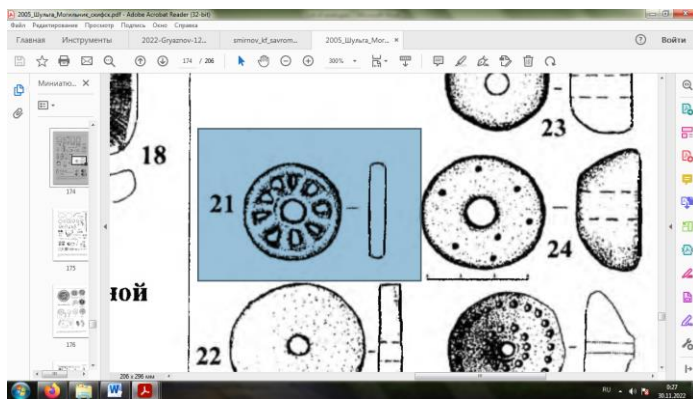 2005_Шульга_Могильник_скифск.pdf - Adobe Acrobat Reader (32-bit)
Файл Редактирование Просмотр Подпись Окно Справка
Главная Инструменты 2022-Gryaznov-12... smirnov_kf_savrom... 2005_Шульга_Мог... × Войти
174 / 206 300%
Миниатю... ×
174
175
176
18
21
22
23
24
ной
206 x 296 мм
RU 0:27
30.11.2022